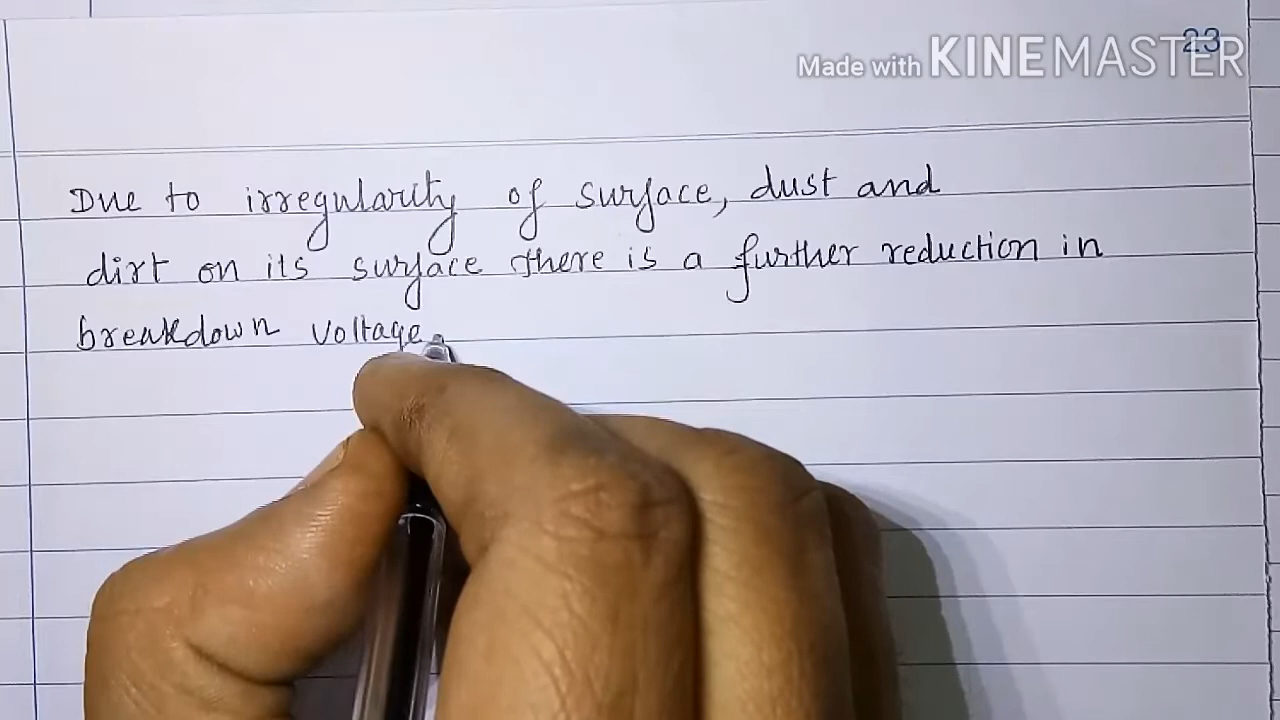 23
Made with KINEMASTER
Due to irregularity of surface, dust and
dirt on its surface there is a further reduction in
breakdown voltage.